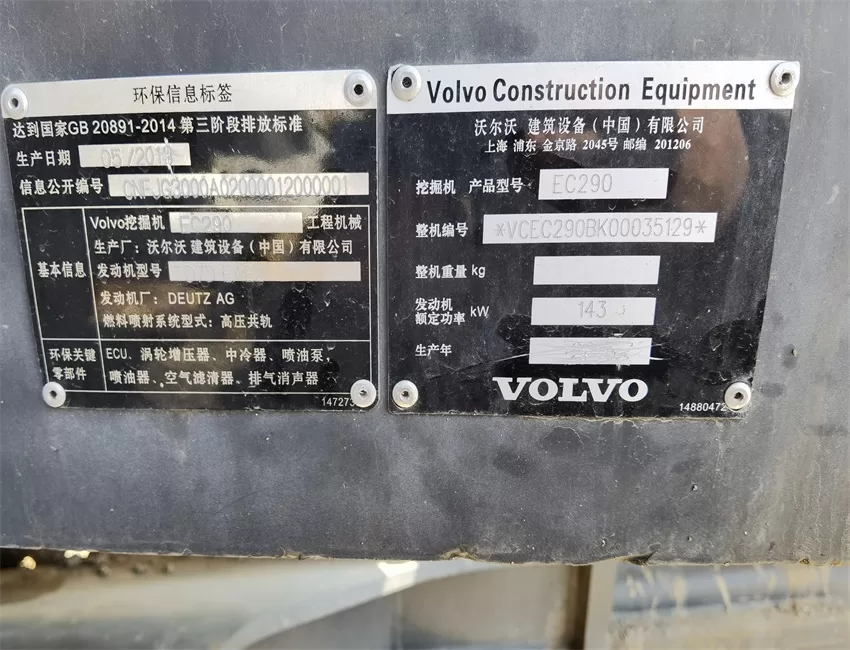 环保信息标签
达到国家GB 20891-2014 第三阶段排放标准
生产日期 05/2019
信息公开编号 CNFJG3000A02000012000001
基本信息
Volvo挖掘机 EC290 工程机械
生产厂：沃尔沃 建筑设备（中国）有限公司
发动机型号
发动机厂：DEUTZ AG
燃料喷射系统型式：高压共轨
环保关键零部件
ECU、涡轮增压器、中冷器、喷油泵、
喷油器、空气滤清器、排气消声器
Volvo Construction Equipment
沃尔沃 建筑设备（中国）有限公司
上海 浦东 金京路 2045号 邮编 201206
挖掘机 产品型号 EC290
整机编号 *VCEC290BK00035129*
整机重量 kg
发动机额定功率 kW 143
生产年
VOLVO
14880472